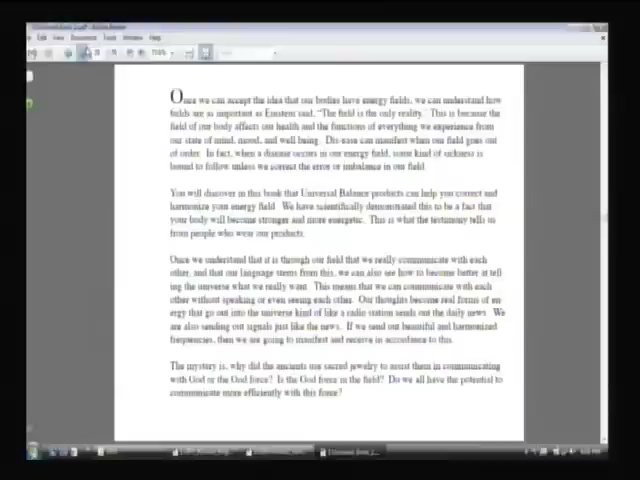 Once we can accept the idea that our bodies have energy fields, we can understand how
fields are as important as Einstein said, "The field is the only reality. This is because the
field of our body affects our health and the functions of everything we experience from
our state of mind, mood, and well being. Dis-ease can manifest when our field goes out
of order. In fact, when a disease occurs in our energy field, some kind of sickness is
bound to follow unless we correct the error or imbalance in our field.
You will discover in this book that Universal Balance products can help you correct and
harmonize your energy field. We have scientifically demonstrated this to be a fact that
your body will become stronger and more energetic. This is what the testimony tells us
from people who wear our products.
Once we understand that it is through our field that we really communicate with each
other, and that our language stems from this, we can also see how to become better at tell
ing the universe what we really want. This means that we can communicate with each
other without speaking or even seeing each other. Our thoughts become real forms of en
ergy that go out into the universe kind of like a radio station sends out the daily news. We
are also sending out signals just like the news. If we send our beautiful and harmonized
frequencies, then we are going to manifest and receive in accordance to this.
The mystery is, why did the ancients use sacred jewelry to assist them in communicating
with God or the God force? Is the God force in the field? Do we all have the potential to
communicate more efficiently with this force?